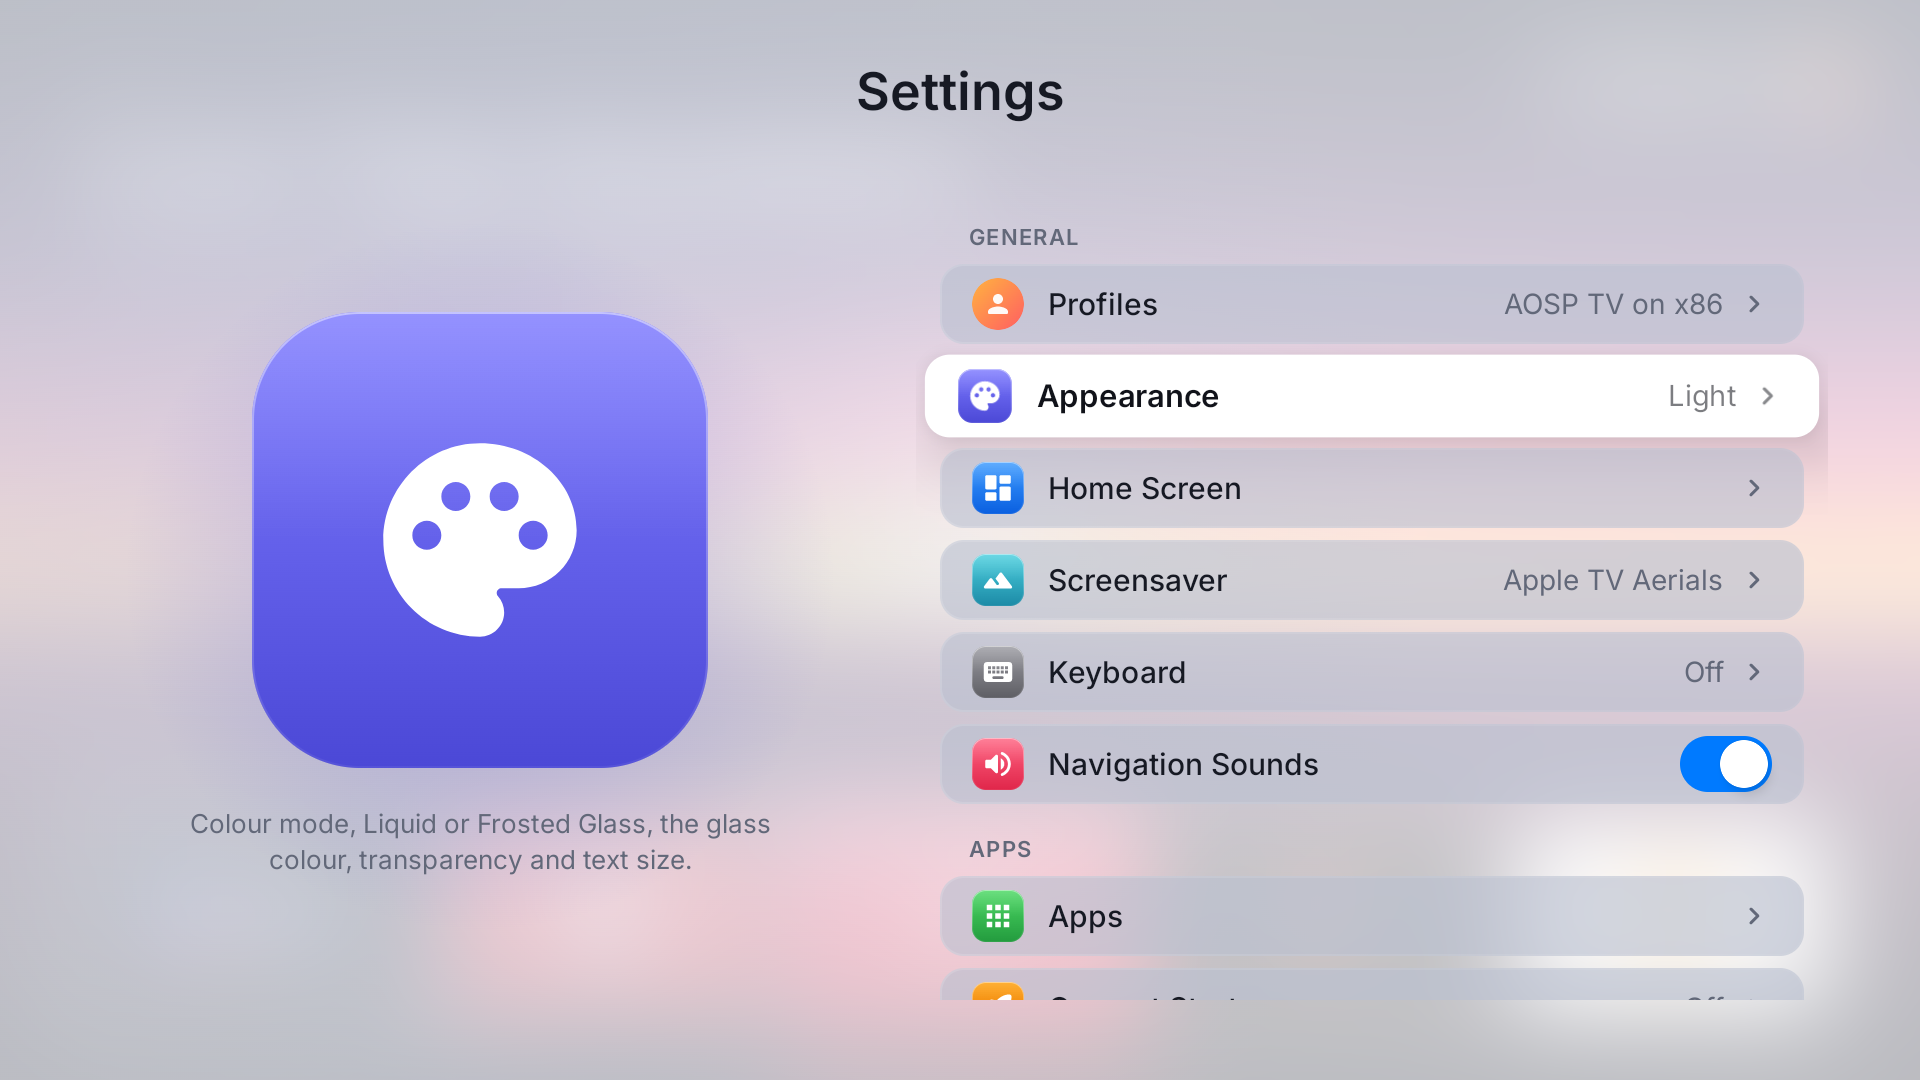 Settings
GENERAL
Profiles AOSP TV on x86
Appearance Light
Home Screen
Screensaver Apple TV Aerials
Keyboard Off
Navigation Sounds
Colour mode, Liquid or Frosted Glass, the glass
colour, transparency and text size.
APPS
Apps